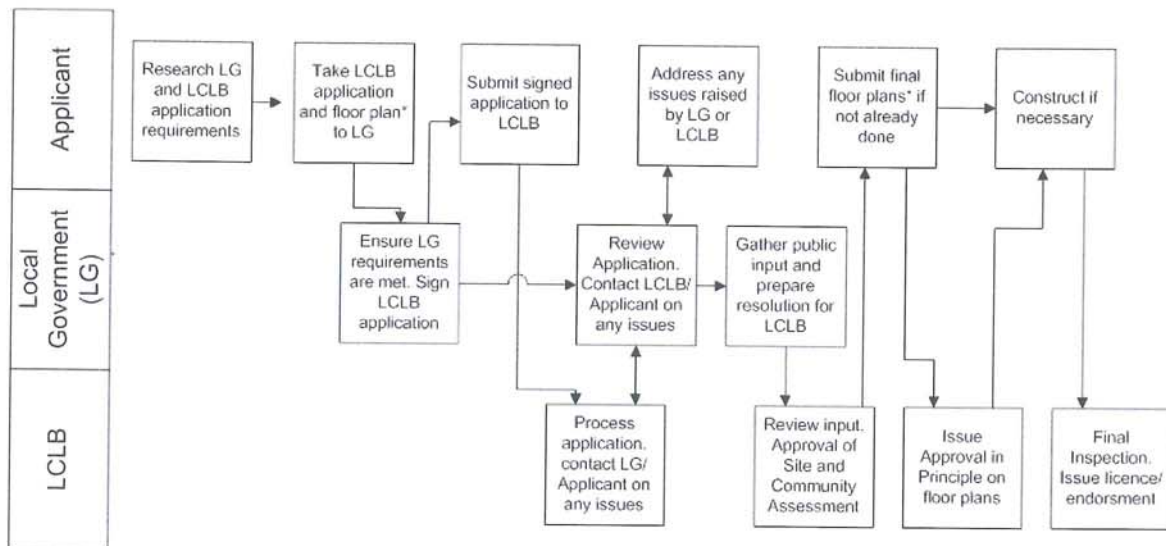 Applicant
Research LG
and LCLB
application
requirements
Take LCLB
application
and floor plan*
to LG
Submit signed
application to
LCLB
Address any
issues raised
by LG or
LCLB
Submit final
floor plans* if
not already
done
Construct if
necessary
Local
Government
(LG)
Ensure LG
requirements
are met. Sign
LCLB
application
Review
Application.
Contact LCLB/
Applicant on
any issues
Gather public
input and
prepare
resolution for
LCLB
LCLB
Process
application.
contact LG/
Applicant on
any issues
Review input.
Approval of
Site and
Community
Assessment
Issue
Approval in
Principle on
floor plans
Final
Inspection.
Issue licence/
endorsment